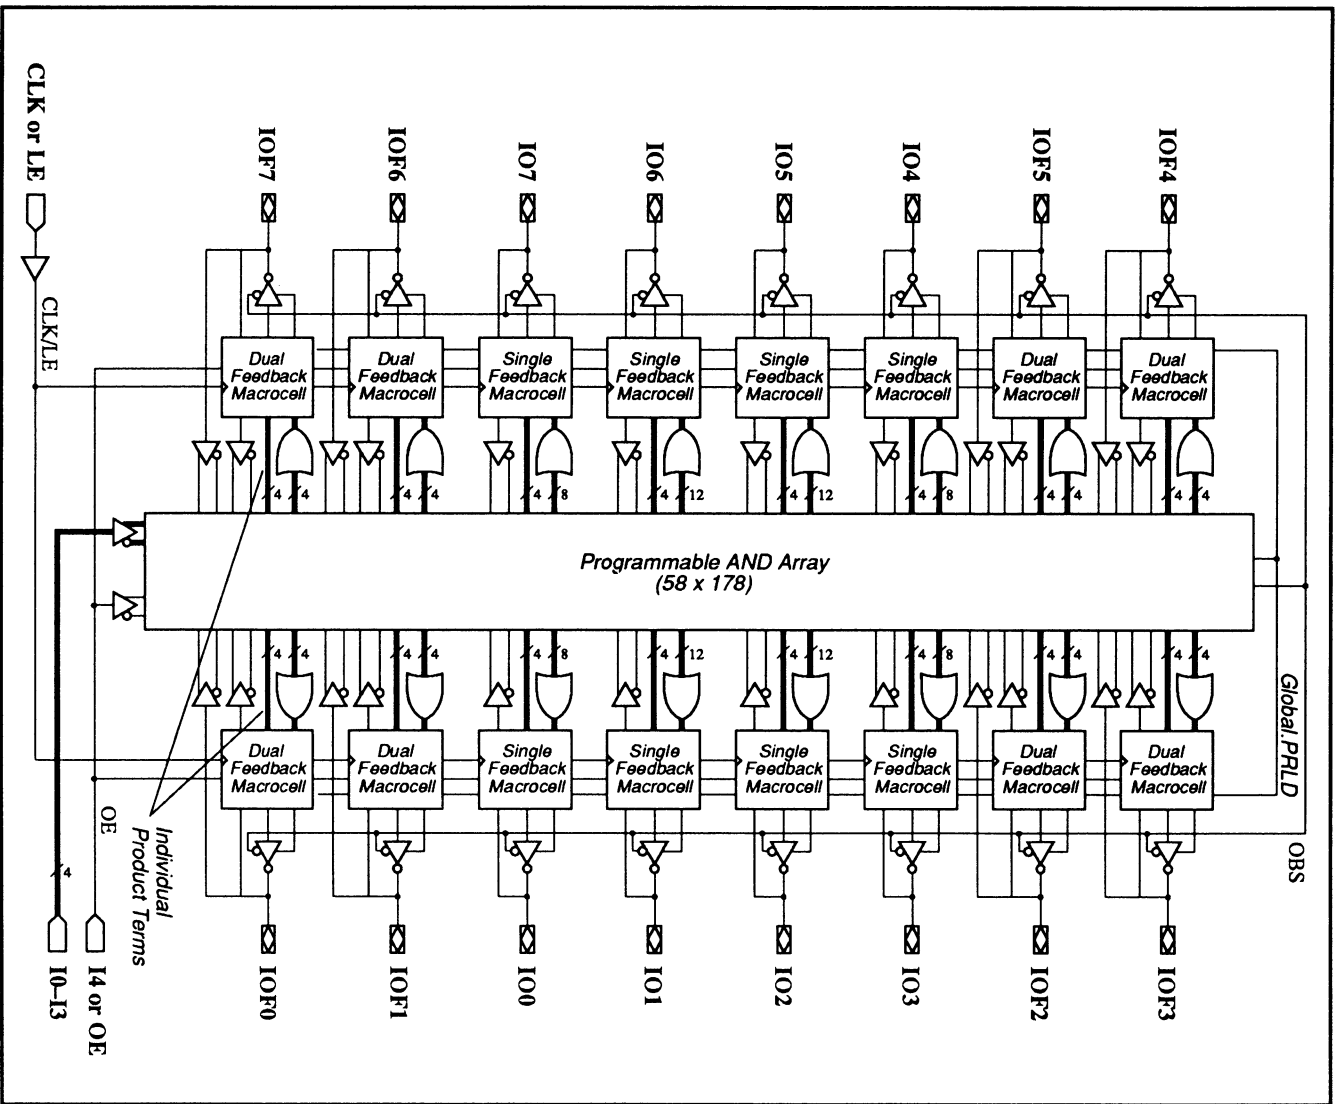 CLK or LE
IOF7
IOF6
IO7
IO6
IO5
IO4
IOF5
IOF4
CLK/LE
Dual
Feedback
Macrocell
Dual
Feedback
Macrocell
Single
Feedback
Macrocell
Single
Feedback
Macrocell
Single
Feedback
Macrocell
Single
Feedback
Macrocell
Dual
Feedback
Macrocell
Dual
Feedback
Macrocell
4
4
4
4
4
8
4
12
4
12
4
8
4
4
4
4
Programmable AND Array
(58 x 178)
4
4
4
4
4
8
4
12
4
12
4
8
4
4
4
4
Global.PRLD
Dual
Feedback
Macrocell
Dual
Feedback
Macrocell
Single
Feedback
Macrocell
Single
Feedback
Macrocell
Single
Feedback
Macrocell
Single
Feedback
Macrocell
Dual
Feedback
Macrocell
Dual
Feedback
Macrocell
OE
Individual
Product Terms
OBS
4
I0–I3
I4 or OE
IOF0
IOF1
IO0
IO1
IO2
IO3
IOF2
IOF3